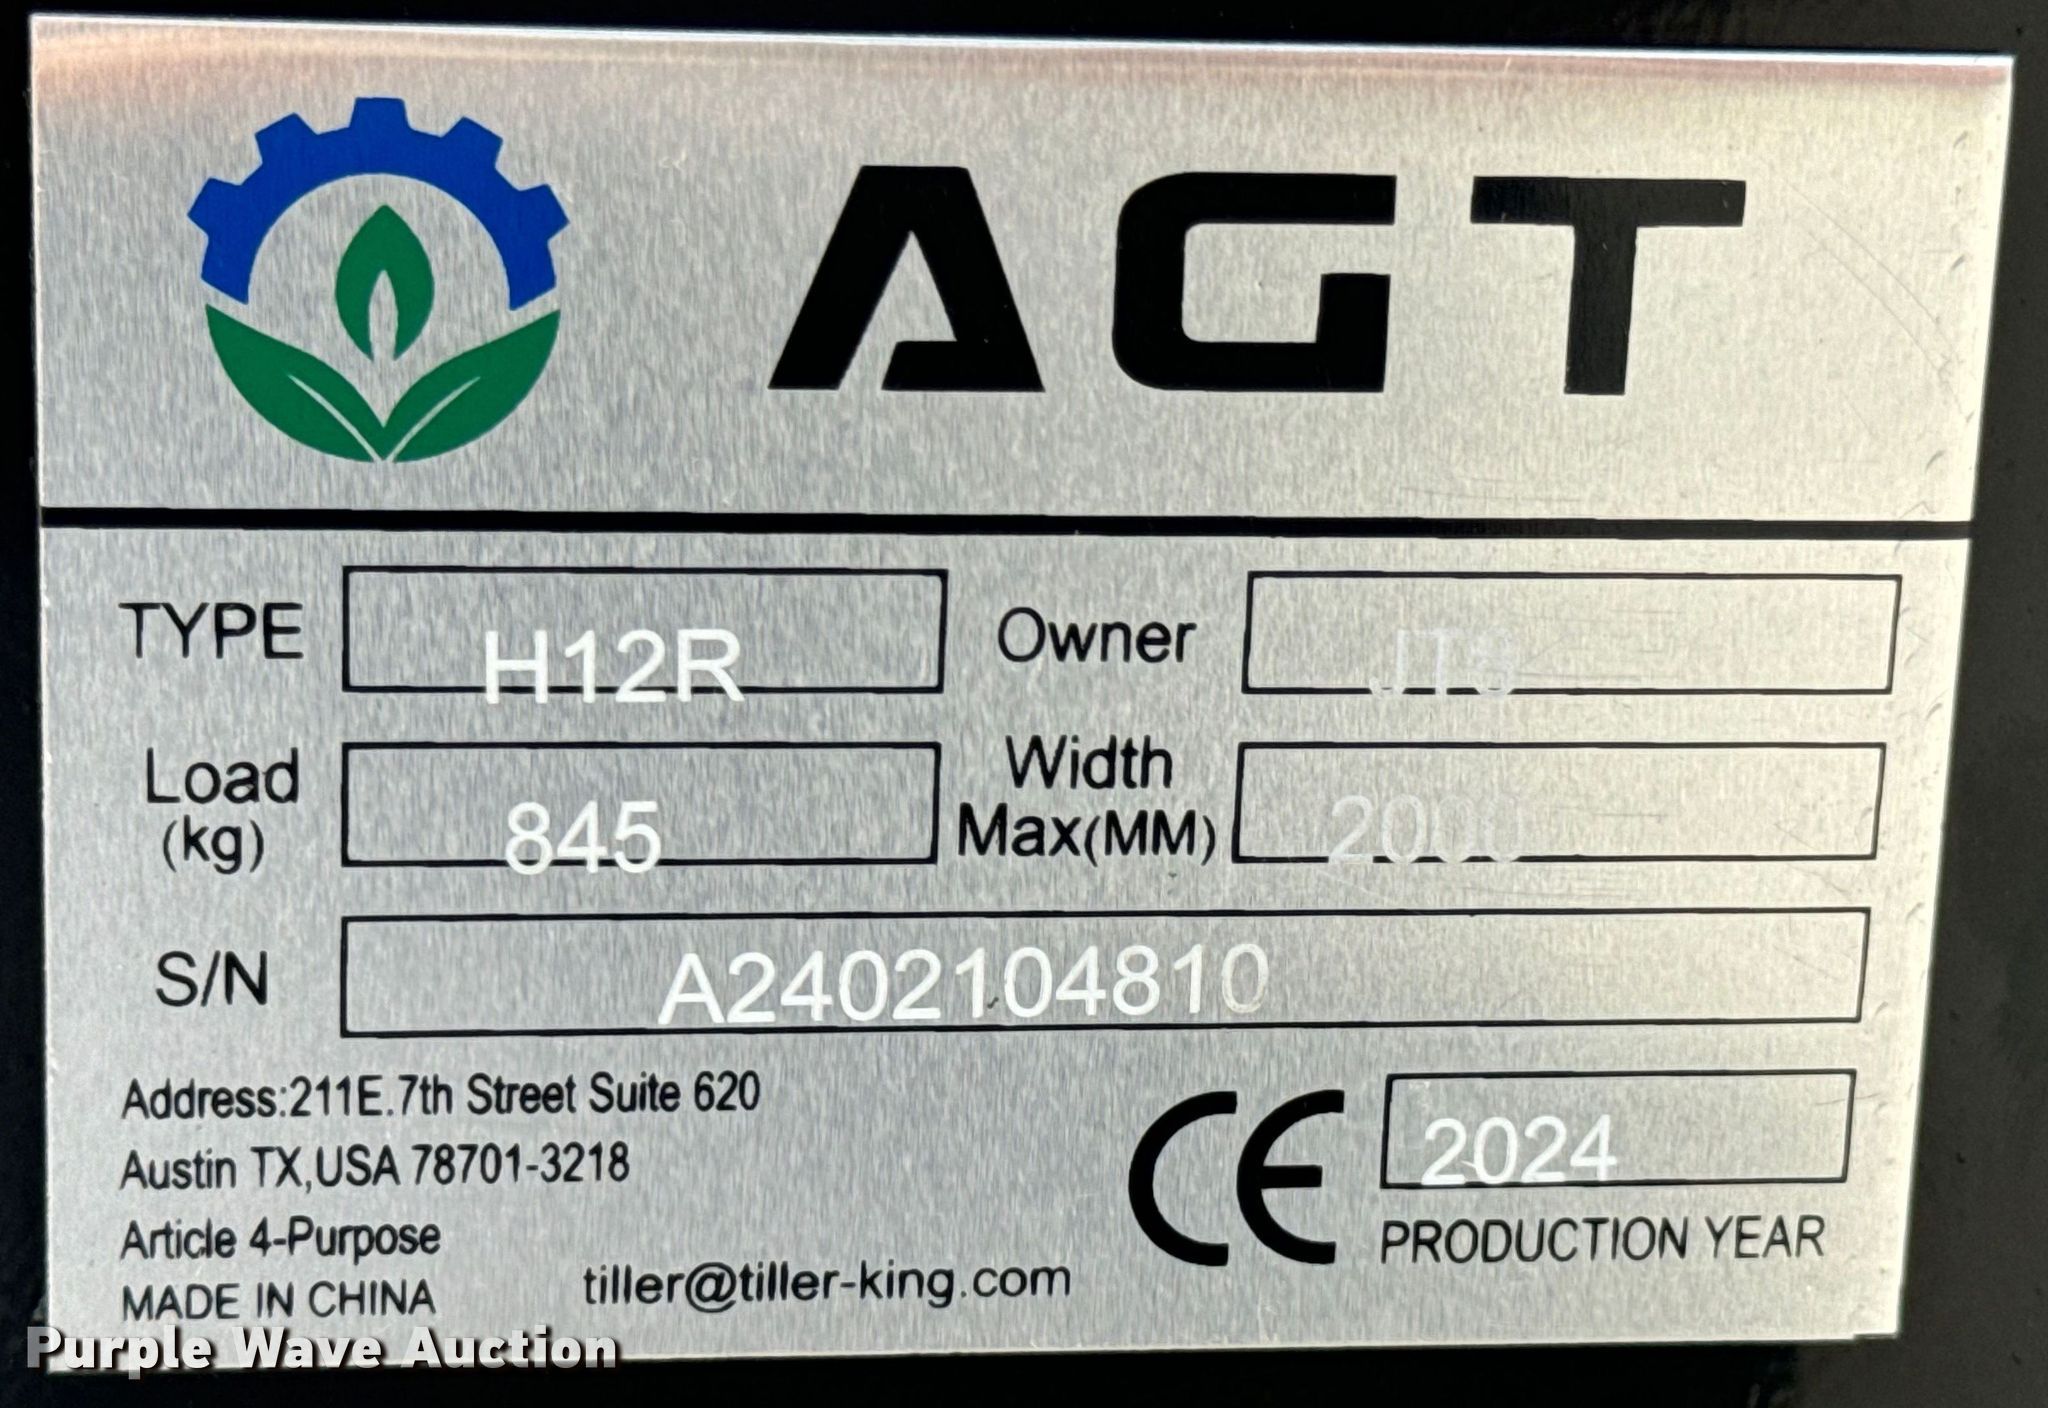 AGT
TYPE H12R Owner JTS
Load (kg) 845 Width Max(MM) 2000
S/N A2402104810
Address:211E.7th Street Suite 620
Austin TX,USA 78701-3218
Article 4-Purpose
MADE IN CHINA
tiller@tiller-king.com
CE 2024
PRODUCTION YEAR
Purple Wave Auction